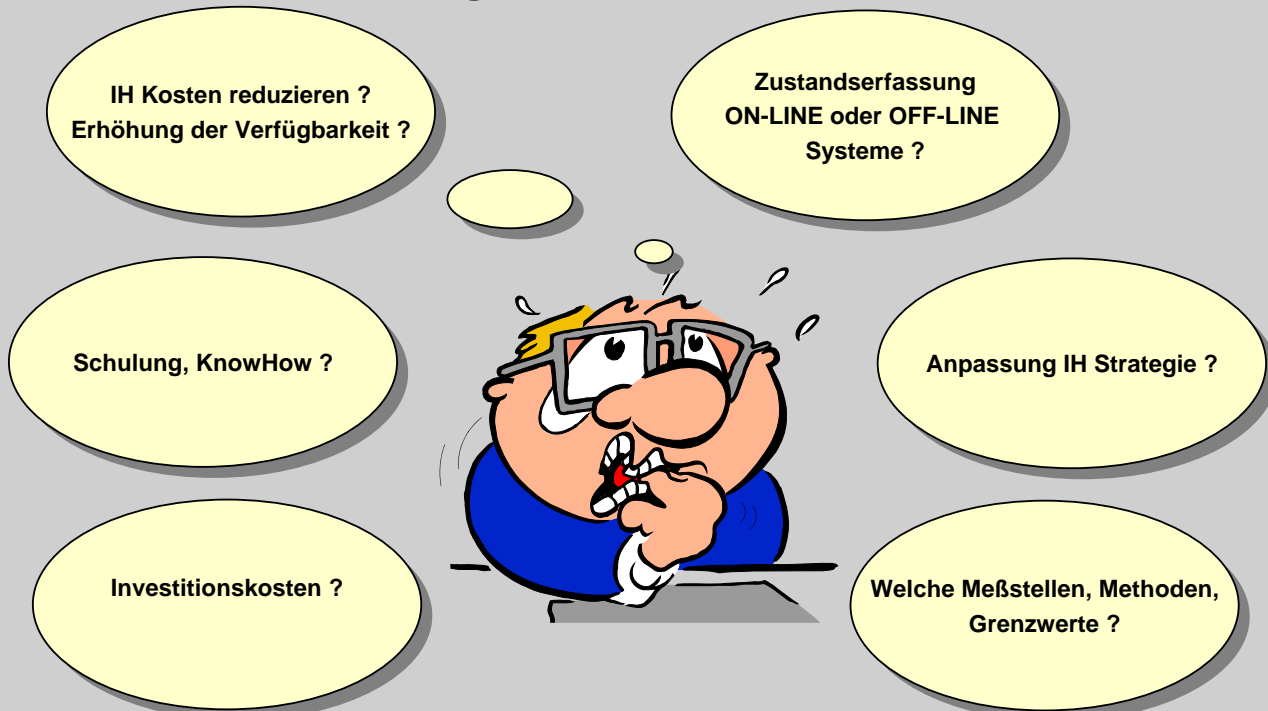 IH Kosten reduzieren ?
Erhöhung der Verfügbarkeit ?
Zustandserfassung
ON-LINE oder OFF-LINE
Systeme ?
Schulung, KnowHow ?
Anpassung IH Strategie ?
Investitionskosten ?
Welche Meßstellen, Methoden,
Grenzwerte ?